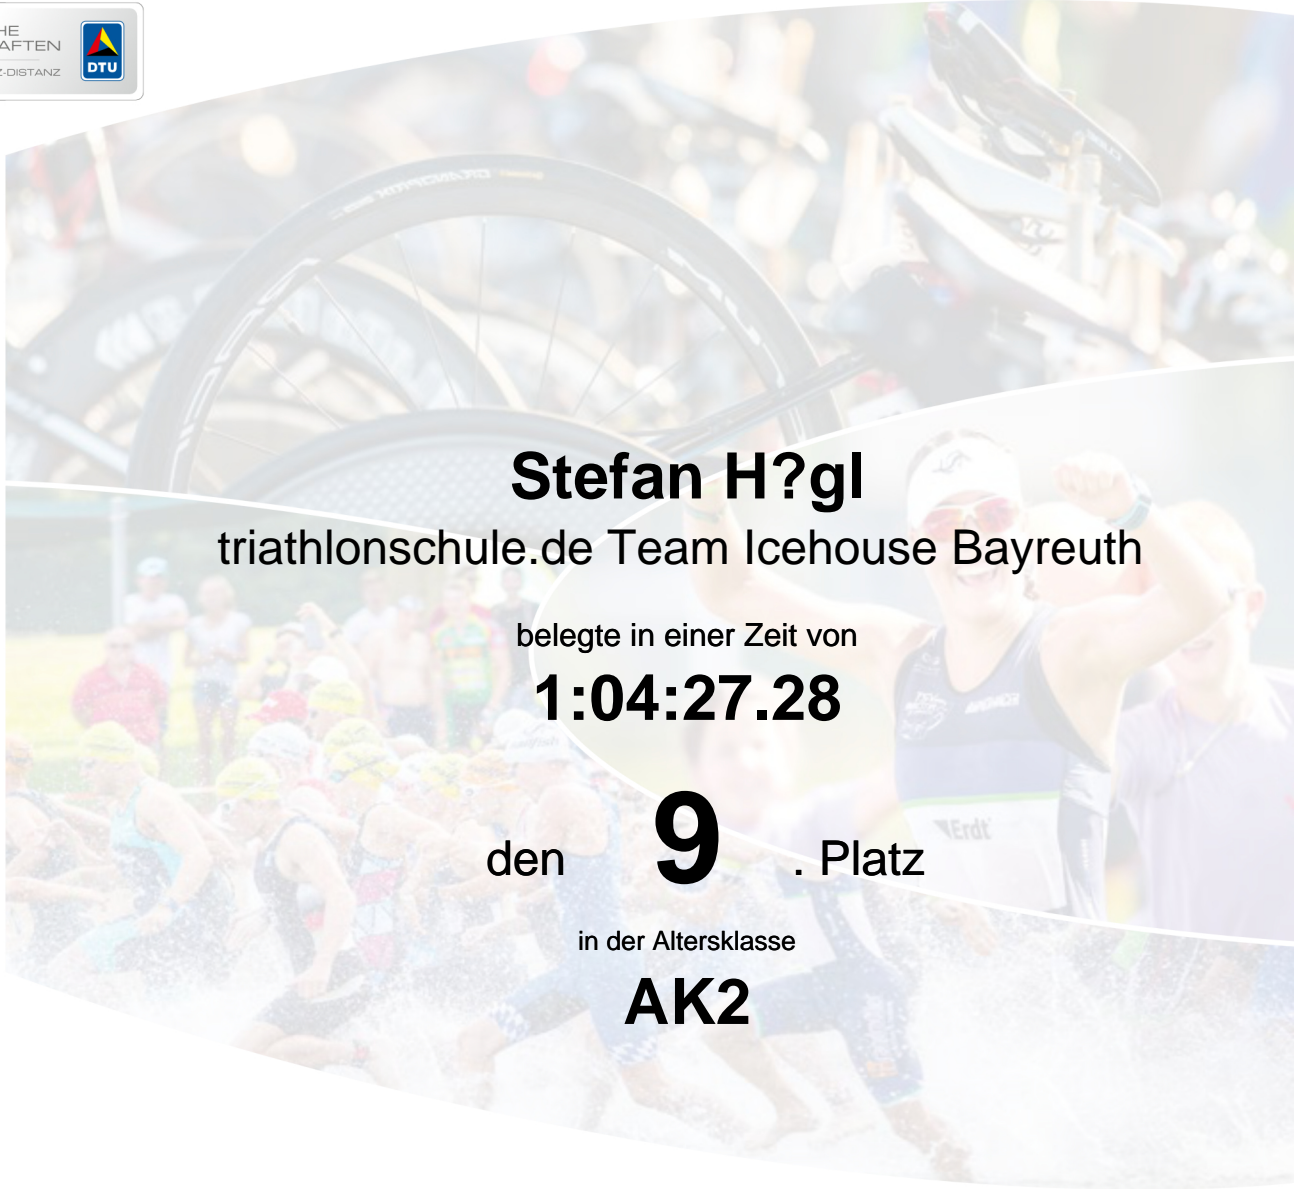 HE
AFTEN
Z-DISTANZ
DTU
Stefan H?gl
triathlonschule.de Team Icehouse Bayreuth
belegte in einer Zeit von
1:04:27.28
den 9 . Platz
Erdt
in der Altersklasse
AK2